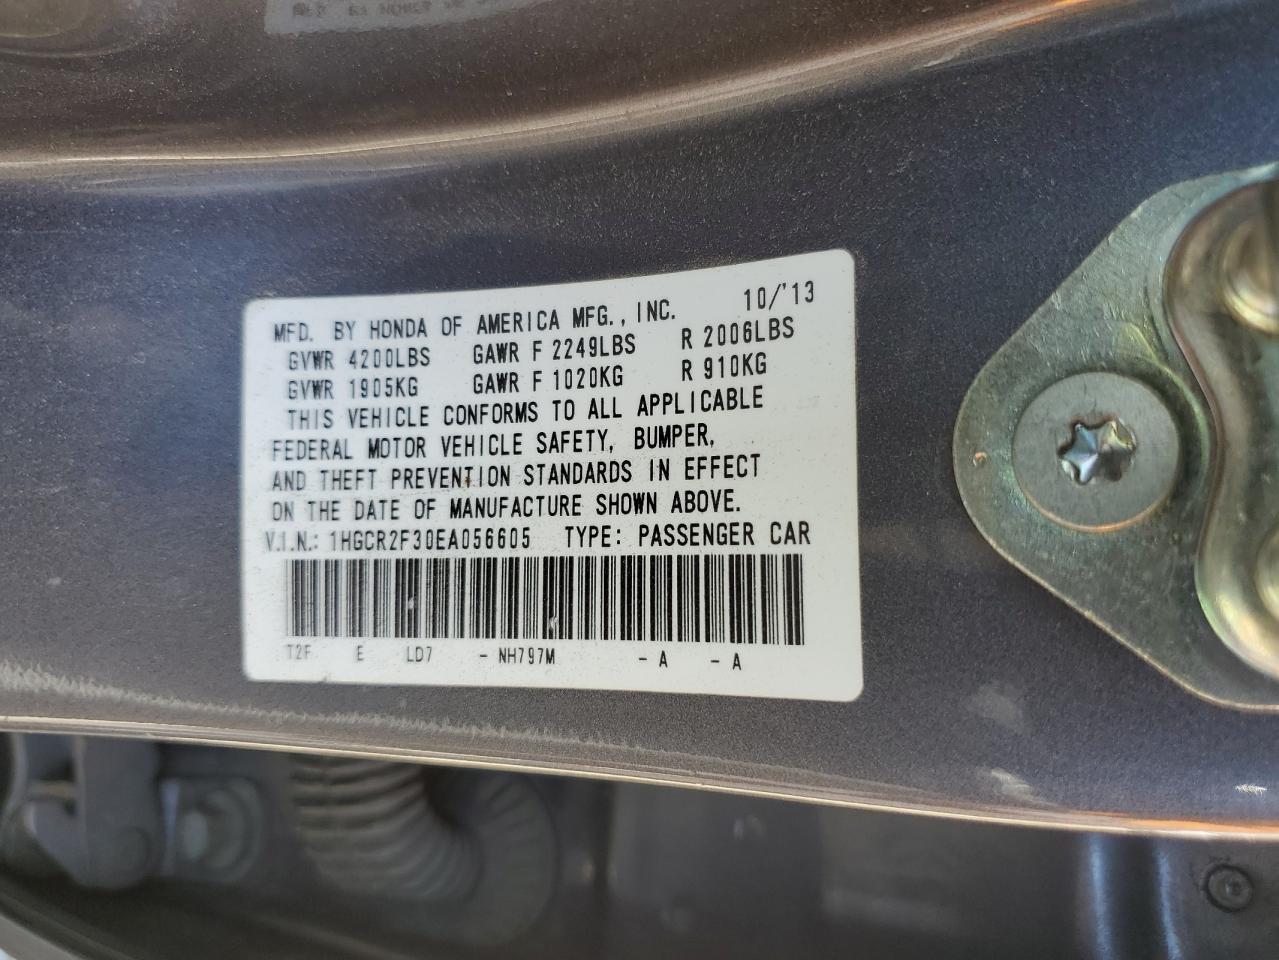 MFD. BY HONDA OF AMERICA MFG., INC. 10/'13
GVWR 4200LBS GAWR F 2249LBS R 2006LBS
GVWR 1905KG GAWR F 1020KG R 910KG
THIS VEHICLE CONFORMS TO ALL APPLICABLE
FEDERAL MOTOR VEHICLE SAFETY, BUMPER,
AND THEFT PREVENTION STANDARDS IN EFFECT
ON THE DATE OF MANUFACTURE SHOWN ABOVE.
V.I.N.: 1HGCR2F30EA056605 TYPE: PASSENGER CAR
T2F E LD7 - NH797M - A - A